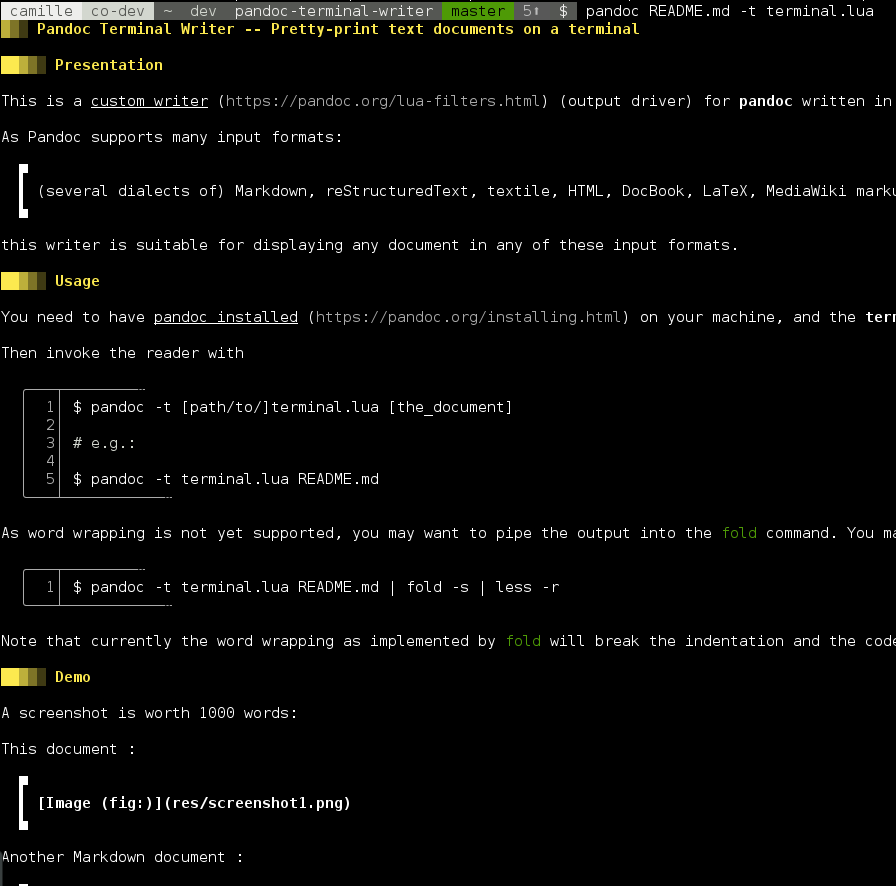 camille co-dev ~ dev pandoc-terminal-writer master 5⬆ $ pandoc README.md -t terminal.lua
Pandoc Terminal Writer -- Pretty-print text documents on a terminal
Presentation
This is a custom writer (https://pandoc.org/lua-filters.html) (output driver) for pandoc written in
As Pandoc supports many input formats:
(several dialects of) Markdown, reStructuredText, textile, HTML, DocBook, LaTeX, MediaWiki marku
this writer is suitable for displaying any document in any of these input formats.
Usage
You need to have pandoc installed (https://pandoc.org/installing.html) on your machine, and the ter
Then invoke the reader with
1 $ pandoc -t [path/to/]terminal.lua [the_document]
2
3 # e.g.:
4
5 $ pandoc -t terminal.lua README.md
As word wrapping is not yet supported, you may want to pipe the output into the fold command. You ma
1 $ pandoc -t terminal.lua README.md | fold -s | less -r
Note that currently the word wrapping as implemented by fold will break the indentation and the code
Demo
A screenshot is worth 1000 words:
This document :
[Image (fig:)](res/screenshot1.png)
Another Markdown document :